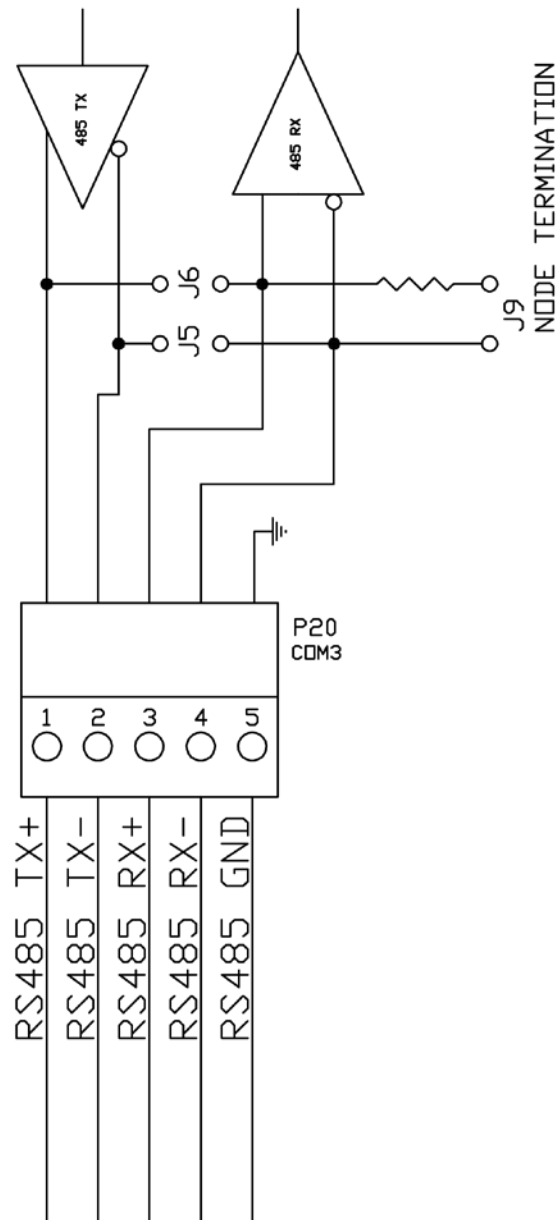 485 TX
485 RX
J6
J5
J9
NODE TERMINATION
P20
COM3
1 2 3 4 5
RS485 TX+
RS485 TX-
RS485 RX+
RS485 RX-
RS485 GND